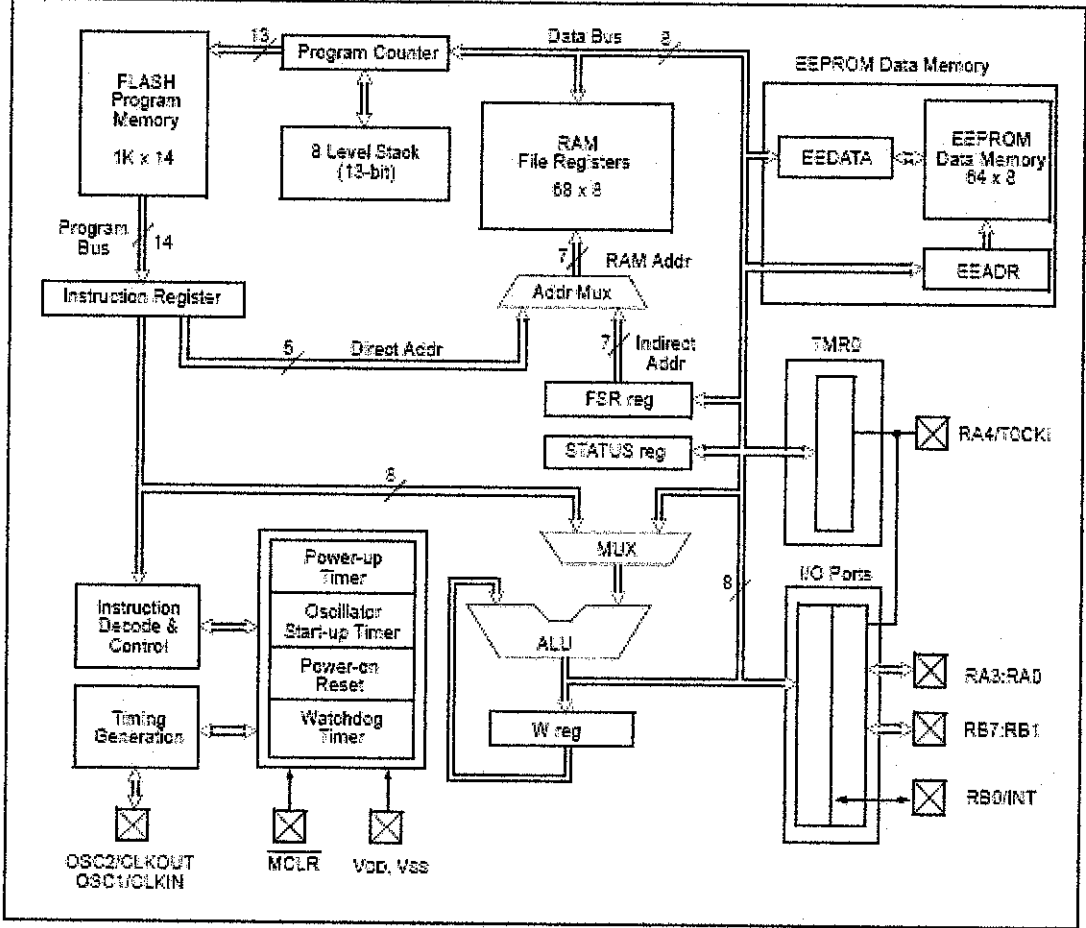 FLASH
Program
Memory
1K x 14
13
Program Counter
8 Level Stack
(13-bit)
Data Bus
8
RAM
File Registers
68 x 8
EEPROM Data Memory
EEDATA
EEPROM
Data Memory
64 x 8
EEADR
Program
Bus
14
Instruction Register
7
RAM Addr
Addr Mux
5
Direct Addr
7
Indirect
Addr
FSR reg
STATUS reg
TMR0
RA4/T0CKI
8
MUX
Power-up
Timer
Oscillator
Start-up Timer
Power-on
Reset
Watchdog
Timer
Instruction
Decode &
Control
Timing
Generation
ALU
8
W reg
I/O Ports
RA3:RA0
RB7:RB1
RB0/INT
OSC2/CLKOUT
OSC1/CLKIN
MCLR
VDD, VSS